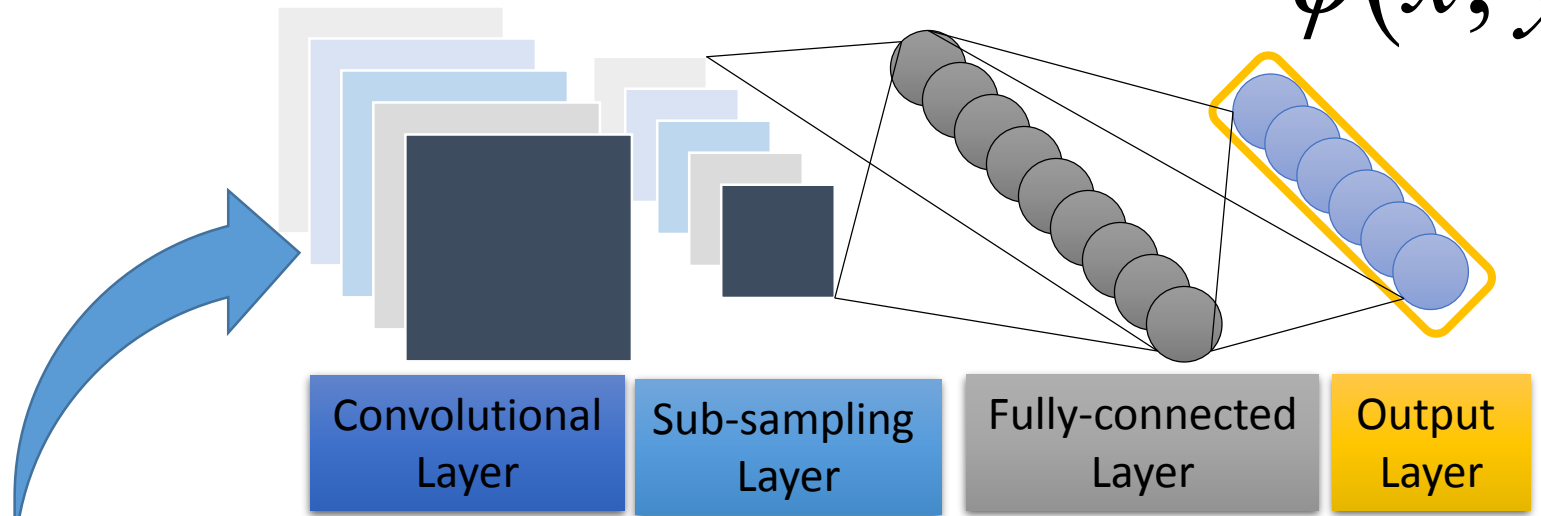 Convolutional
Layer
Sub-sampling
Layer
Fully-connected
Layer
Output
Layer